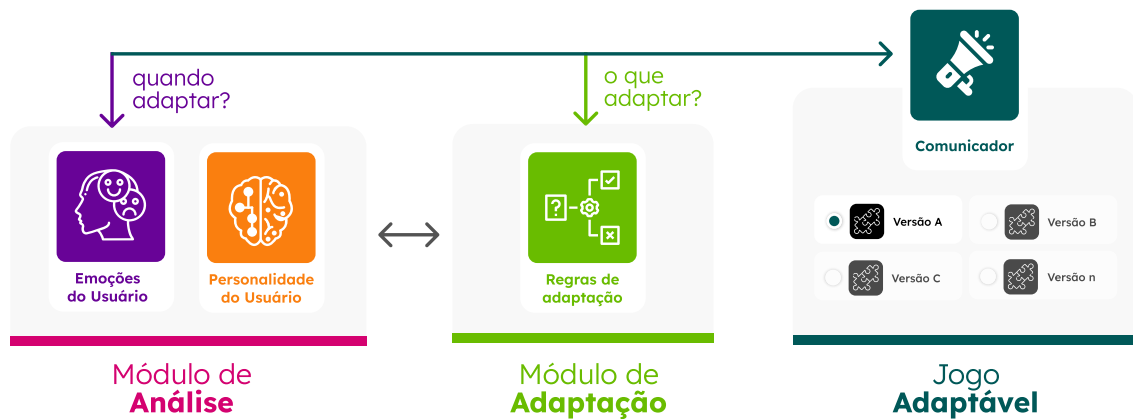 quando
adaptar?
o que
adaptar?
Comunicador
Emoções
do Usuário
Personalidade
do Usuário
Regras de
adaptação
Versão A
Versão B
Versão C
Versão n
Módulo de
Análise
Módulo de
Adaptação
Jogo
Adaptável